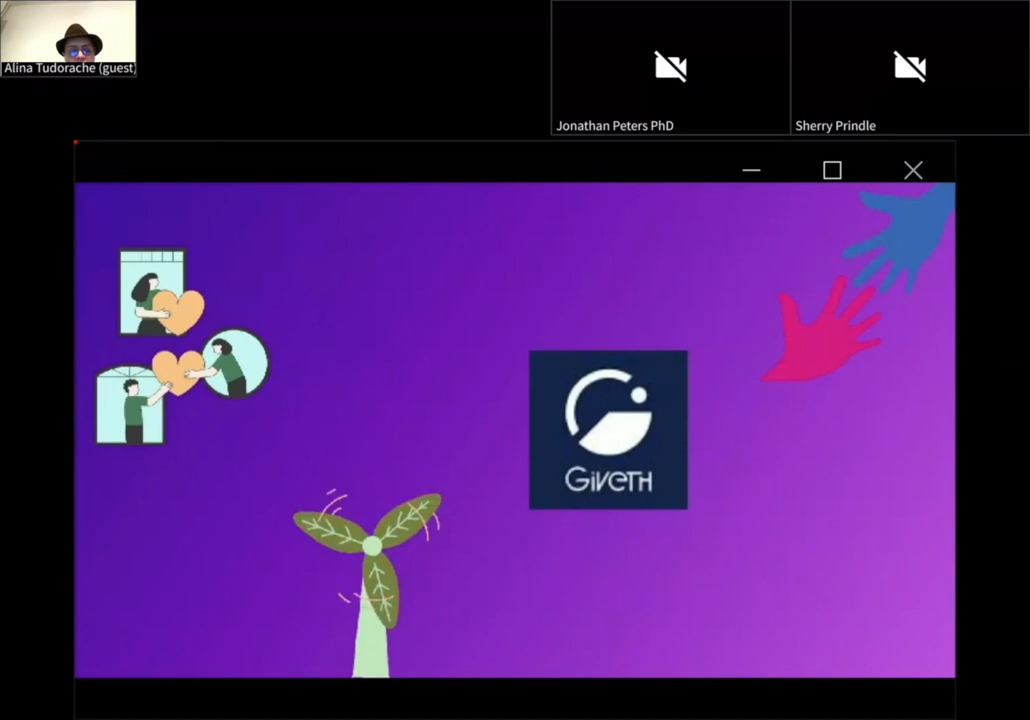 Alina Tudorache (guest)
Jonathan Peters PhD
Sherry Prindle
GIVETH